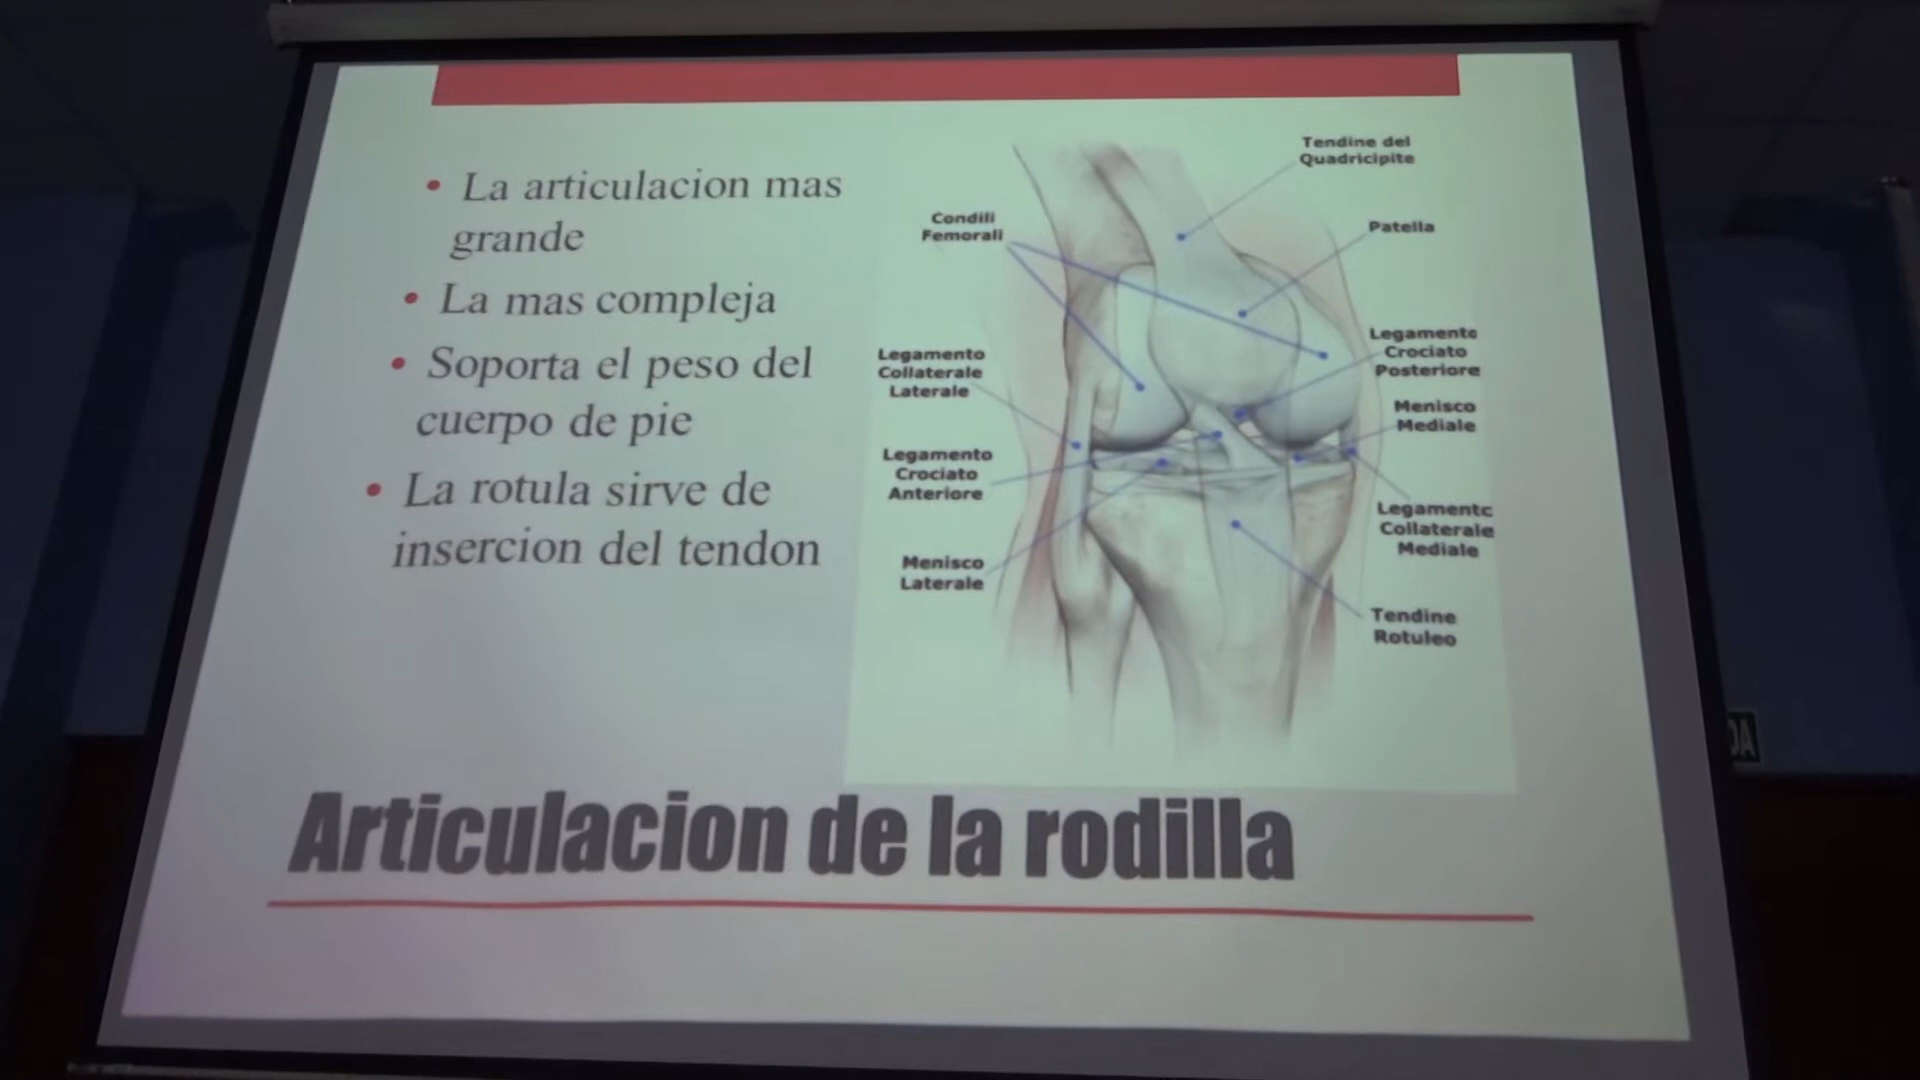 La articulacion mas
grande
La mas compleja
Soporta el peso del
cuerpo de pie
La rotula sirve de
insercion del tendon
Tendine del
Quadricipite
Condili
Femorali
Patella
Legamento
Crociato
Posteriore
Legamento
Collaterale
Laterale
Menisco
Mediale
Legamento
Crociato
Anteriore
Legamento
Collaterale
Mediale
Menisco
Laterale
Tendine
Rotuleo
Articulacion de la rodilla
DA